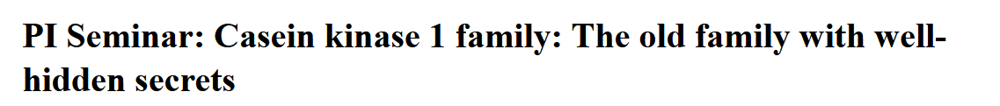 PI Seminar: Casein kinase 1 family: The old family with well-
hidden secrets